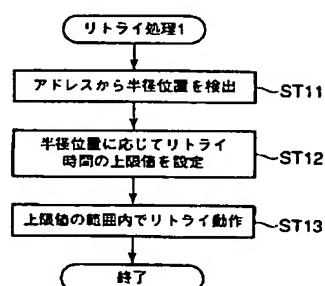 リトライ処理1
アドレスから半径位置を検出
ST11
半径位置に応じてリトライ
時間の上限値を設定
ST12
上限値の範囲内でリトライ動作
ST13
終了